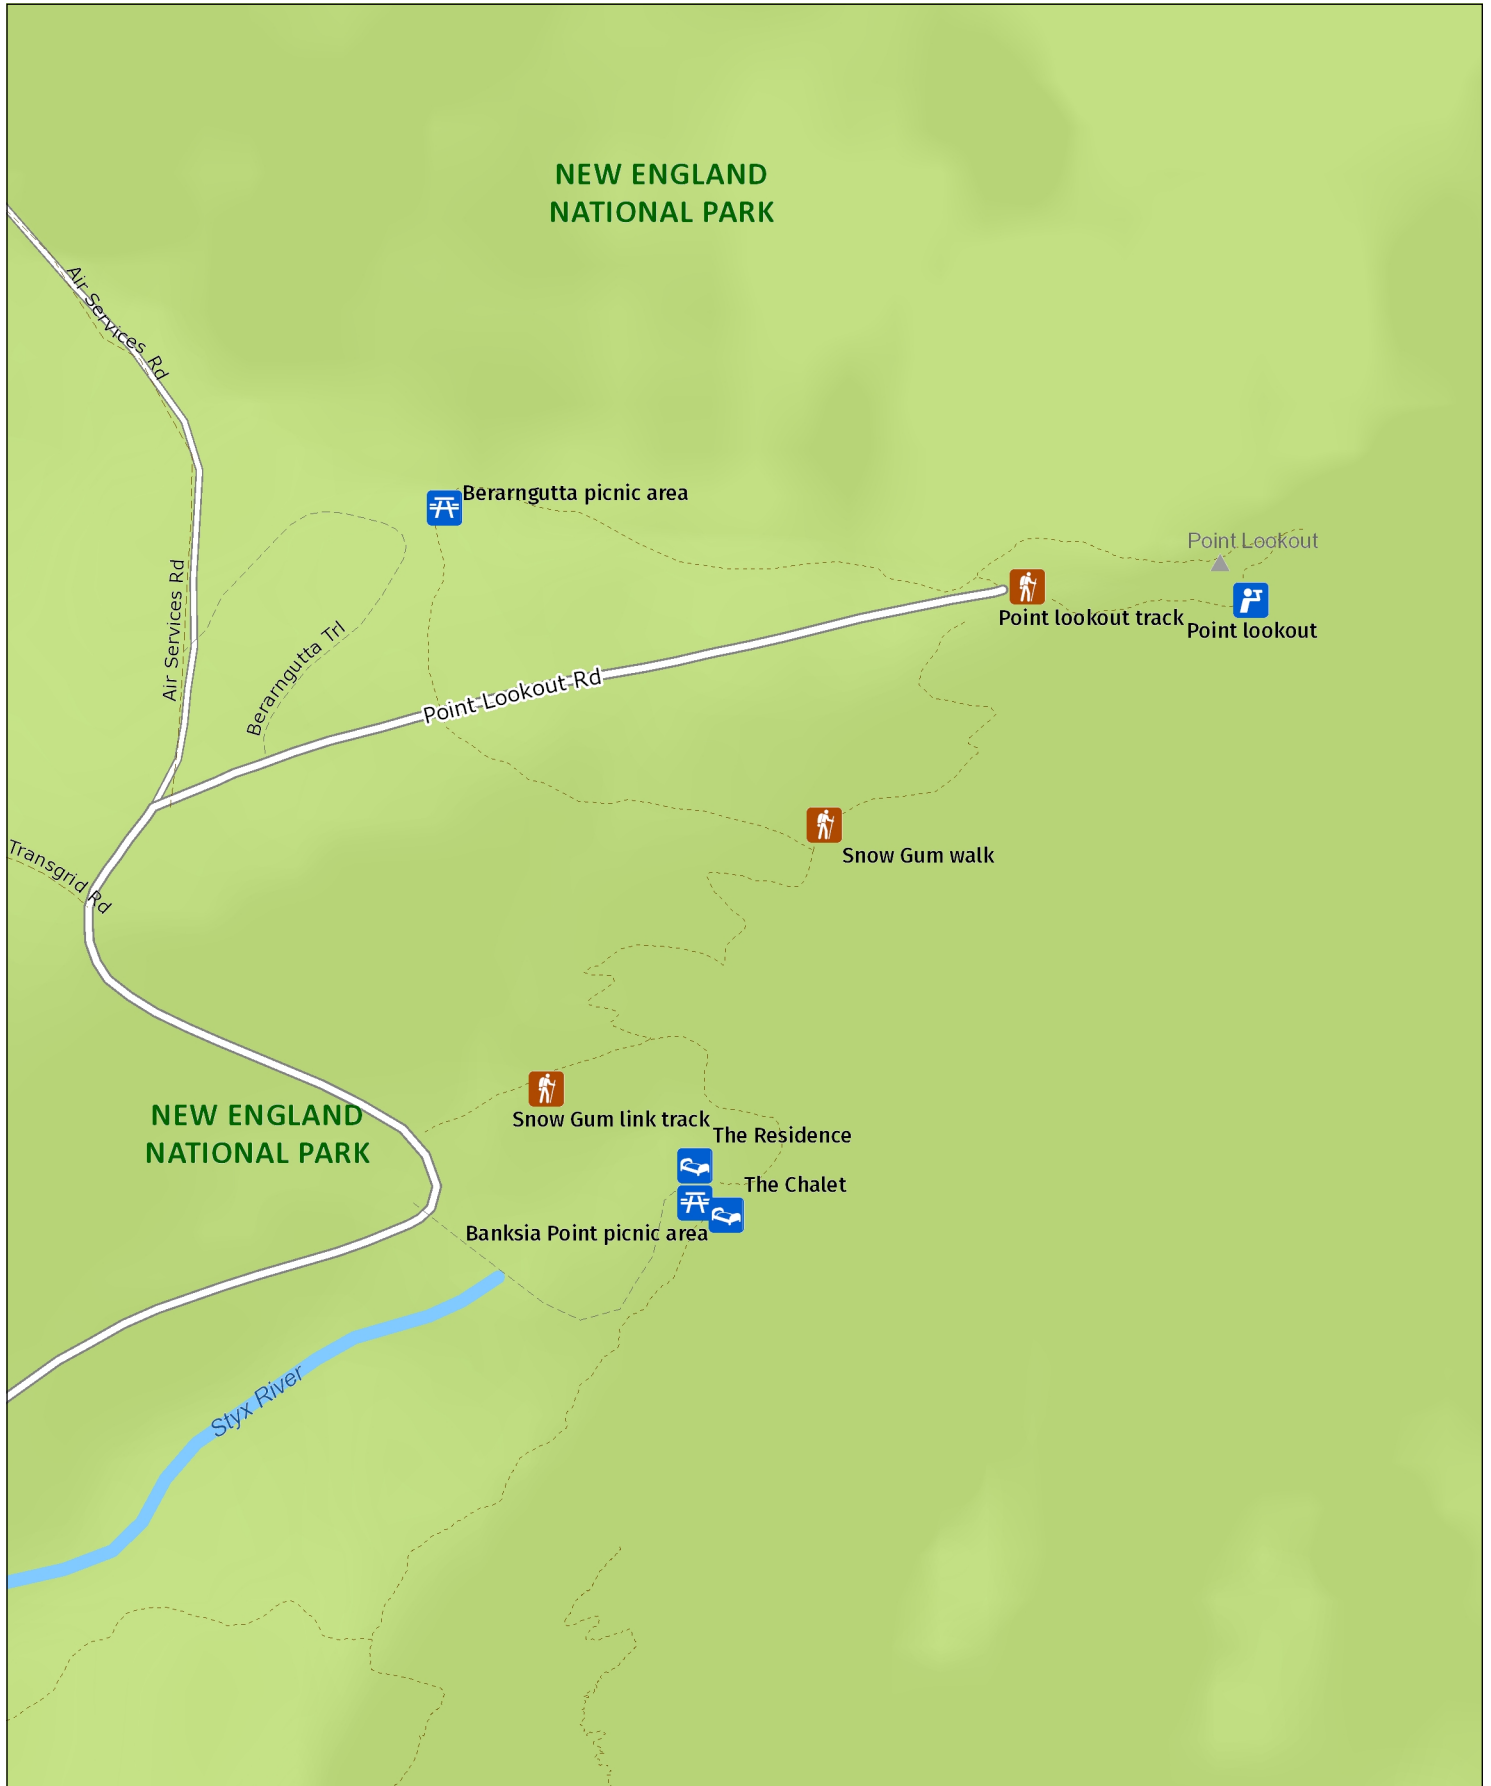 NEW ENGLAND
NATIONAL PARK
Air Services Rd
Berarngutta picnic area
Point Lookout
Air Services Rd
Berarngutta Trl
Point lookout track
Point lookout
Point Lookout Rd
Transgrid Rd
Snow Gum walk
NEW ENGLAND
NATIONAL PARK
Snow Gum link track
The Residence
The Chalet
Banksia Point picnic area
Styx River